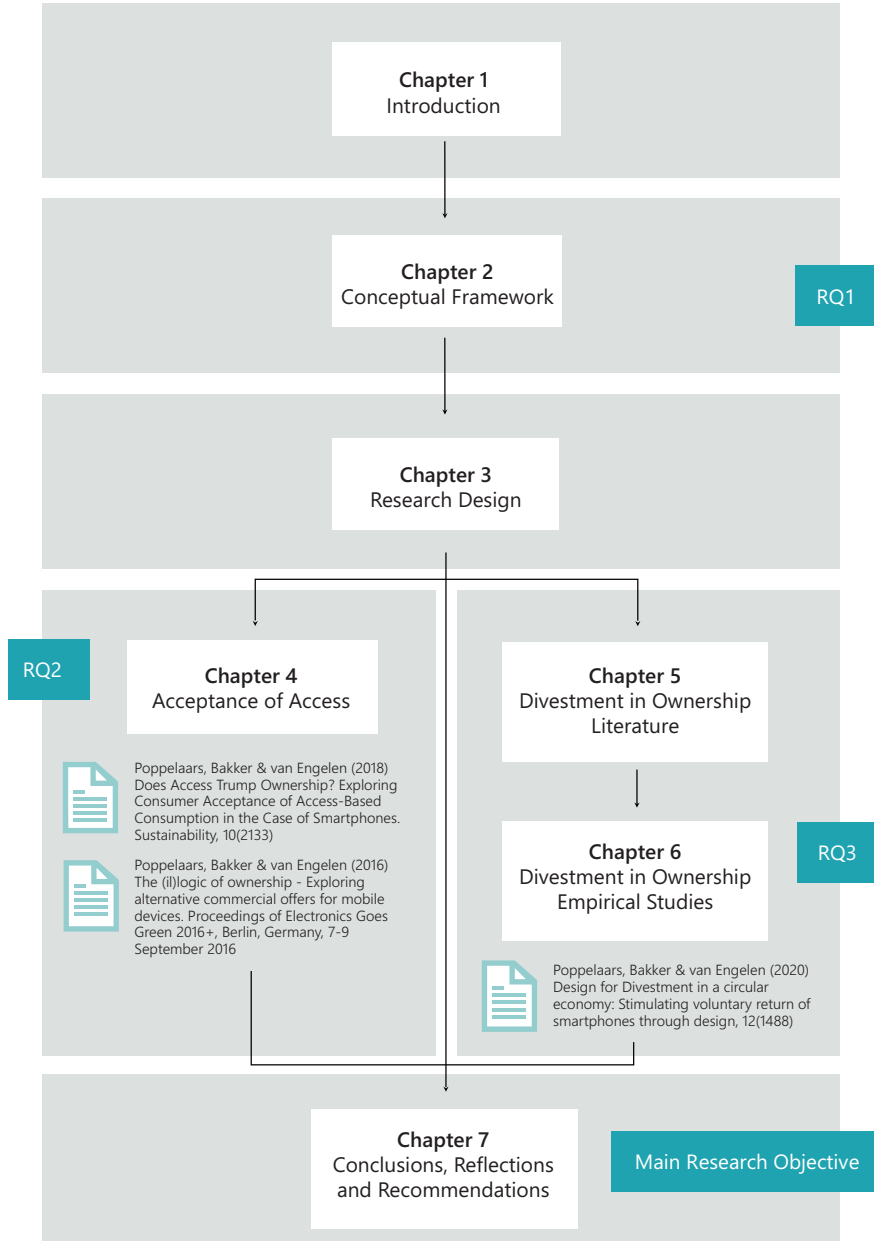 Chapter 1
Introduction
Chapter 2
Conceptual Framework
RQ1
Chapter 3
Research Design
RQ2
Chapter 4
Acceptance of Access
Poppelaars, Bakker & van Engelen (2018)
Does Access Trump Ownership? Exploring
Consumer Acceptance of Access-Based
Consumption in the Case of Smartphones.
Sustainability, 10(2133)
Poppelaars, Bakker & van Engelen (2016)
The (il)logic of ownership - Exploring
alternative commercial offers for mobile
devices. Proceedings of Electronics Goes
Green 2016+, Berlin, Germany, 7-9
September 2016
Chapter 5
Divestment in Ownership
Literature
Chapter 6
Divestment in Ownership
Empirical Studies
RQ3
Poppelaars, Bakker & van Engelen (2020)
Design for Divestment in a circular
economy: Stimulating voluntary return of
smartphones through design, 12(1488)
Chapter 7
Conclusions, Reflections
and Recommendations
Main Research Objective